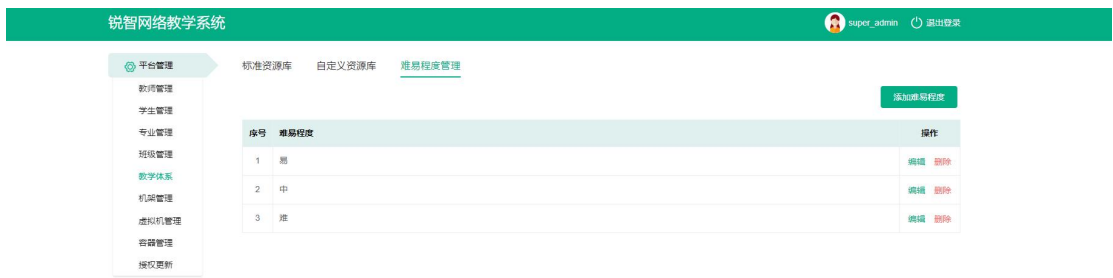 锐智网络教学系统 super_admin 退出登录
平台管理
教师管理
学生管理
专业管理
班级管理
教学体系
机架管理
虚拟机管理
容器管理
授权更新
标准资源库 自定义资源库 难易程度管理
添加难易程度
序号 难易程度 操作
1 易 编辑 删除
2 中 编辑 删除
3 难 编辑 删除